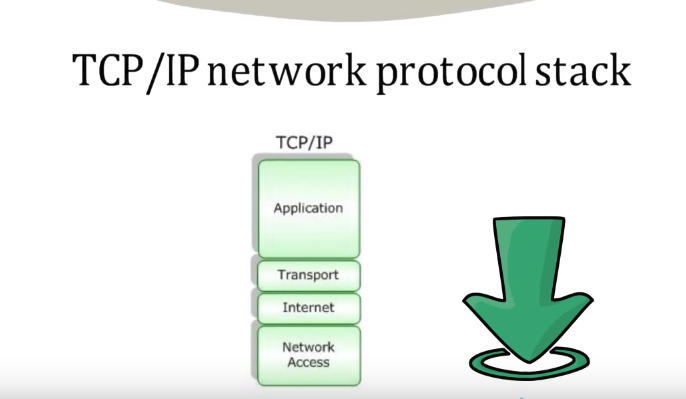 TCP/IP network protocol stack
TCP/IP
Application
Transport
Internet
Network
Access